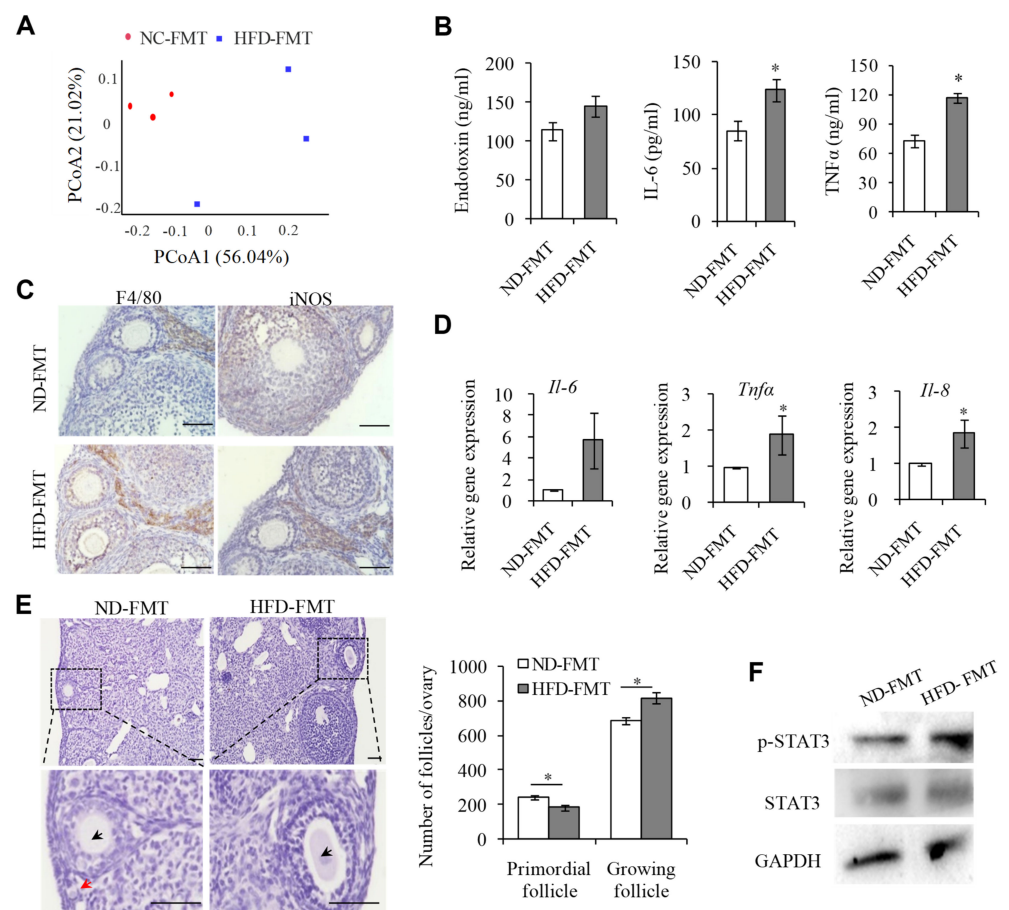 A
NC-FMT HFD-FMT
PCoA2 (21.02%)
0.1
0
-0.1
-0.2
-0.2 -0.1 0 0.1 0.2
PCoA1 (56.04%)
B
Endotoxin (ng/ml)
200
150
100
50
0
ND-FMT
HFD-FMT
IL-6 (pg/ml)
150
100
50
0
*
ND-FMT
HFD-FMT
TNFα (ng/ml)
150
120
90
60
30
0
*
ND-FMT
HFD-FMT
C
F4/80 iNOS
ND-FMT
HFD-FMT
D
Relative gene expression
Il-6
10
8
6
4
2
0
ND-FMT
HFD-FMT
Relative gene expression
Tnfα
3
2
1
0
*
ND-FMT
HFD-FMT
Relative gene expression
Il-8
3
2
1
0
*
ND-FMT
HFD-FMT
E
ND-FMT HFD-FMT
Number of follicles/ovary
1000
800
600
400
200
0
ND-FMT
HFD-FMT
*
*
Primordial
follicle
Growing
follicle
F
ND-FMT HFD- FMT
p-STAT3
STAT3
GAPDH